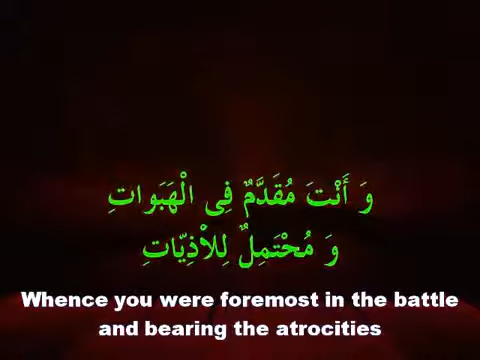 وَ أَنْتَ مُقَدَّمٌ فِى الْهَبَواتِ
وَ مُحْتَمِلٌ لِلاْذِيّاتِ
Whence you were foremost in the battle
and bearing the atrocities